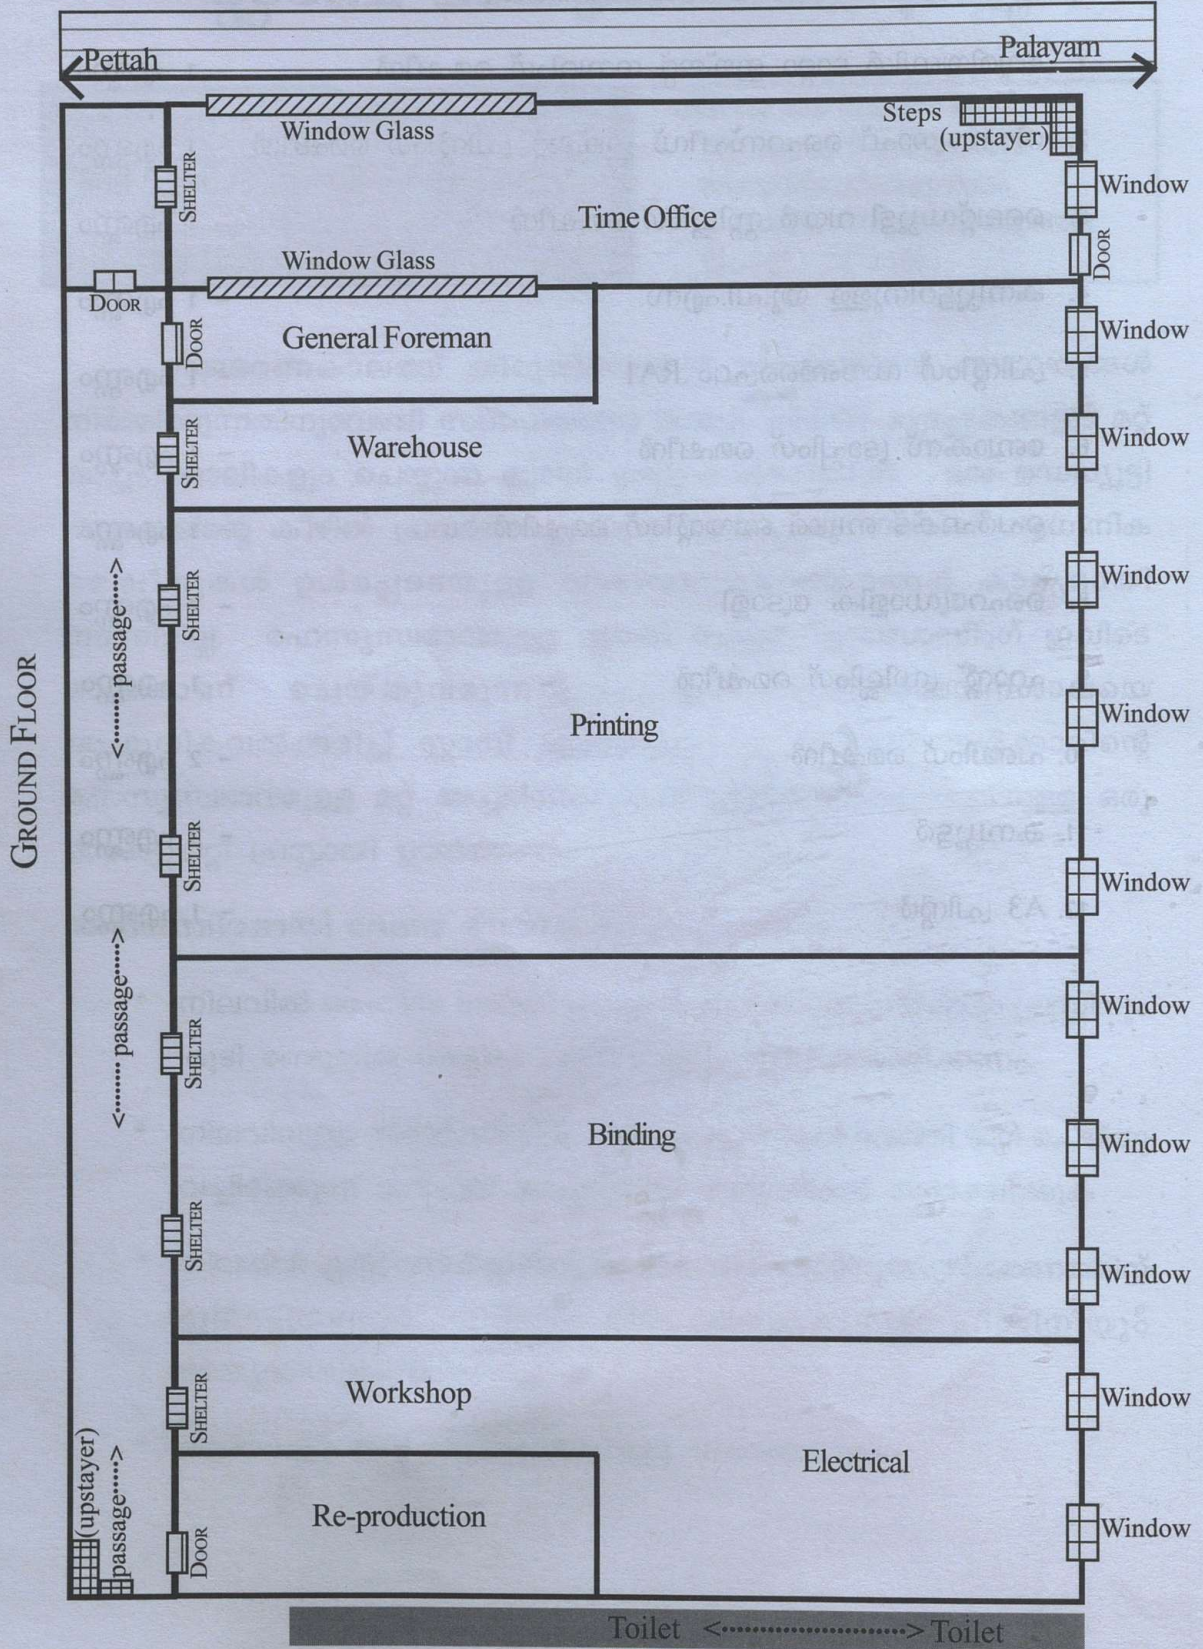 Pettah
Palayam
Window Glass
Steps
(upstayer)
SHELTER
Window
Time Office
DOOR
Window Glass
DOOR
DOOR
General Foreman
Window
SHELTER
Warehouse
Window
GROUND FLOOR
<······· passage·····>
SHELTER
Window
Printing
Window
SHELTER
Window
<······· passage·····>
SHELTER
Window
Binding
Window
SHELTER
Window
Workshop
SHELTER
Window
Electrical
(upstayer)
passage·····>
Re-production
DOOR
Window
Toilet <·····················> Toilet